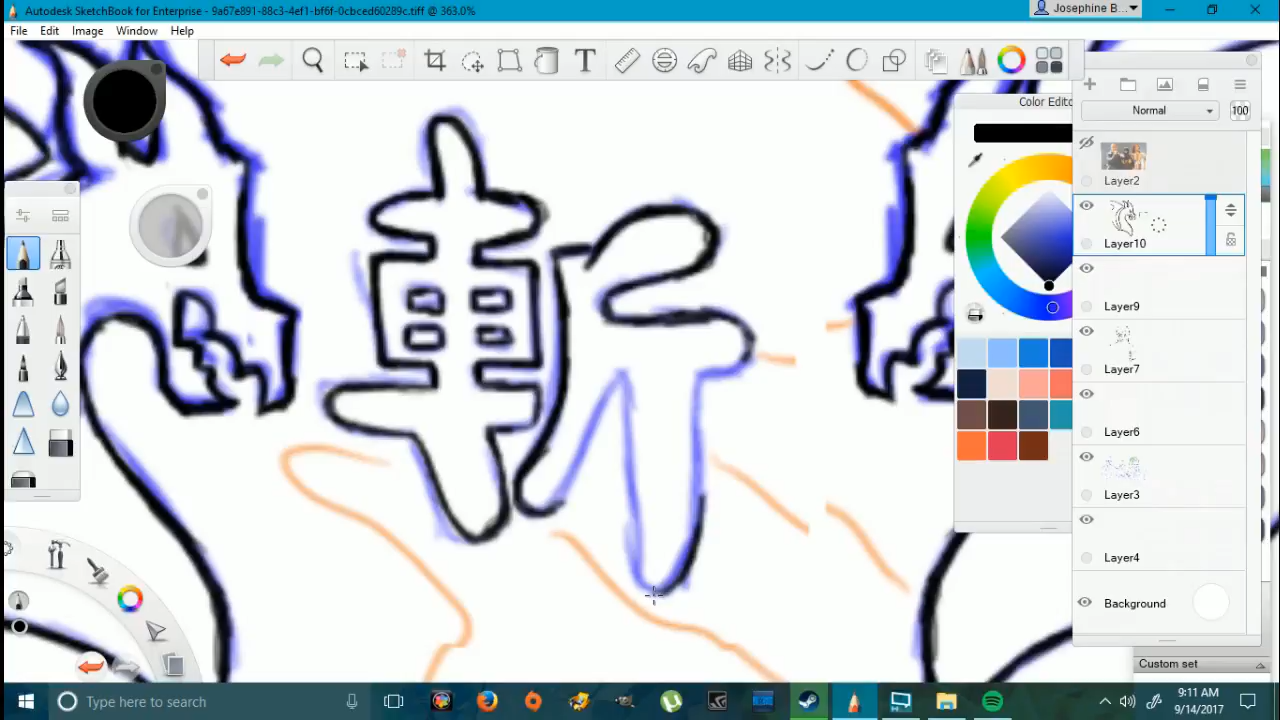 Autodesk SketchBook for Enterprise - 9a67e891-88c3-4ef1-bf6f-0cbced60289c.tiff @ 363.0%
Josephine B...
File Edit Image Window Help
Color Edito
Normal
100
Layer2
Layer10
Layer9
Layer7
Layer6
Layer3
Layer4
Background
斬
Custom set
Type here to search
9:11 AM
9/14/2017